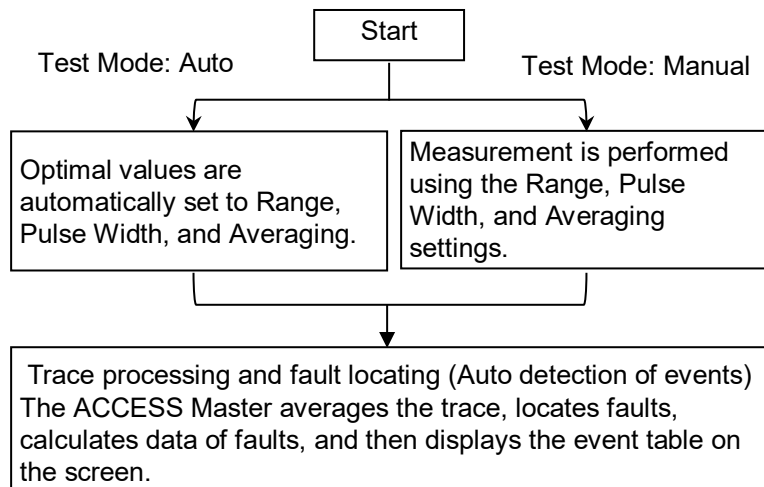 Start
Test Mode: Auto
Test Mode: Manual
Optimal values are
automatically set to Range,
Pulse Width, and Averaging.
Measurement is performed
using the Range, Pulse
Width, and Averaging
settings.
Trace processing and fault locating (Auto detection of events)
The ACCESS Master averages the trace, locates faults,
calculates data of faults, and then displays the event table on
the screen.